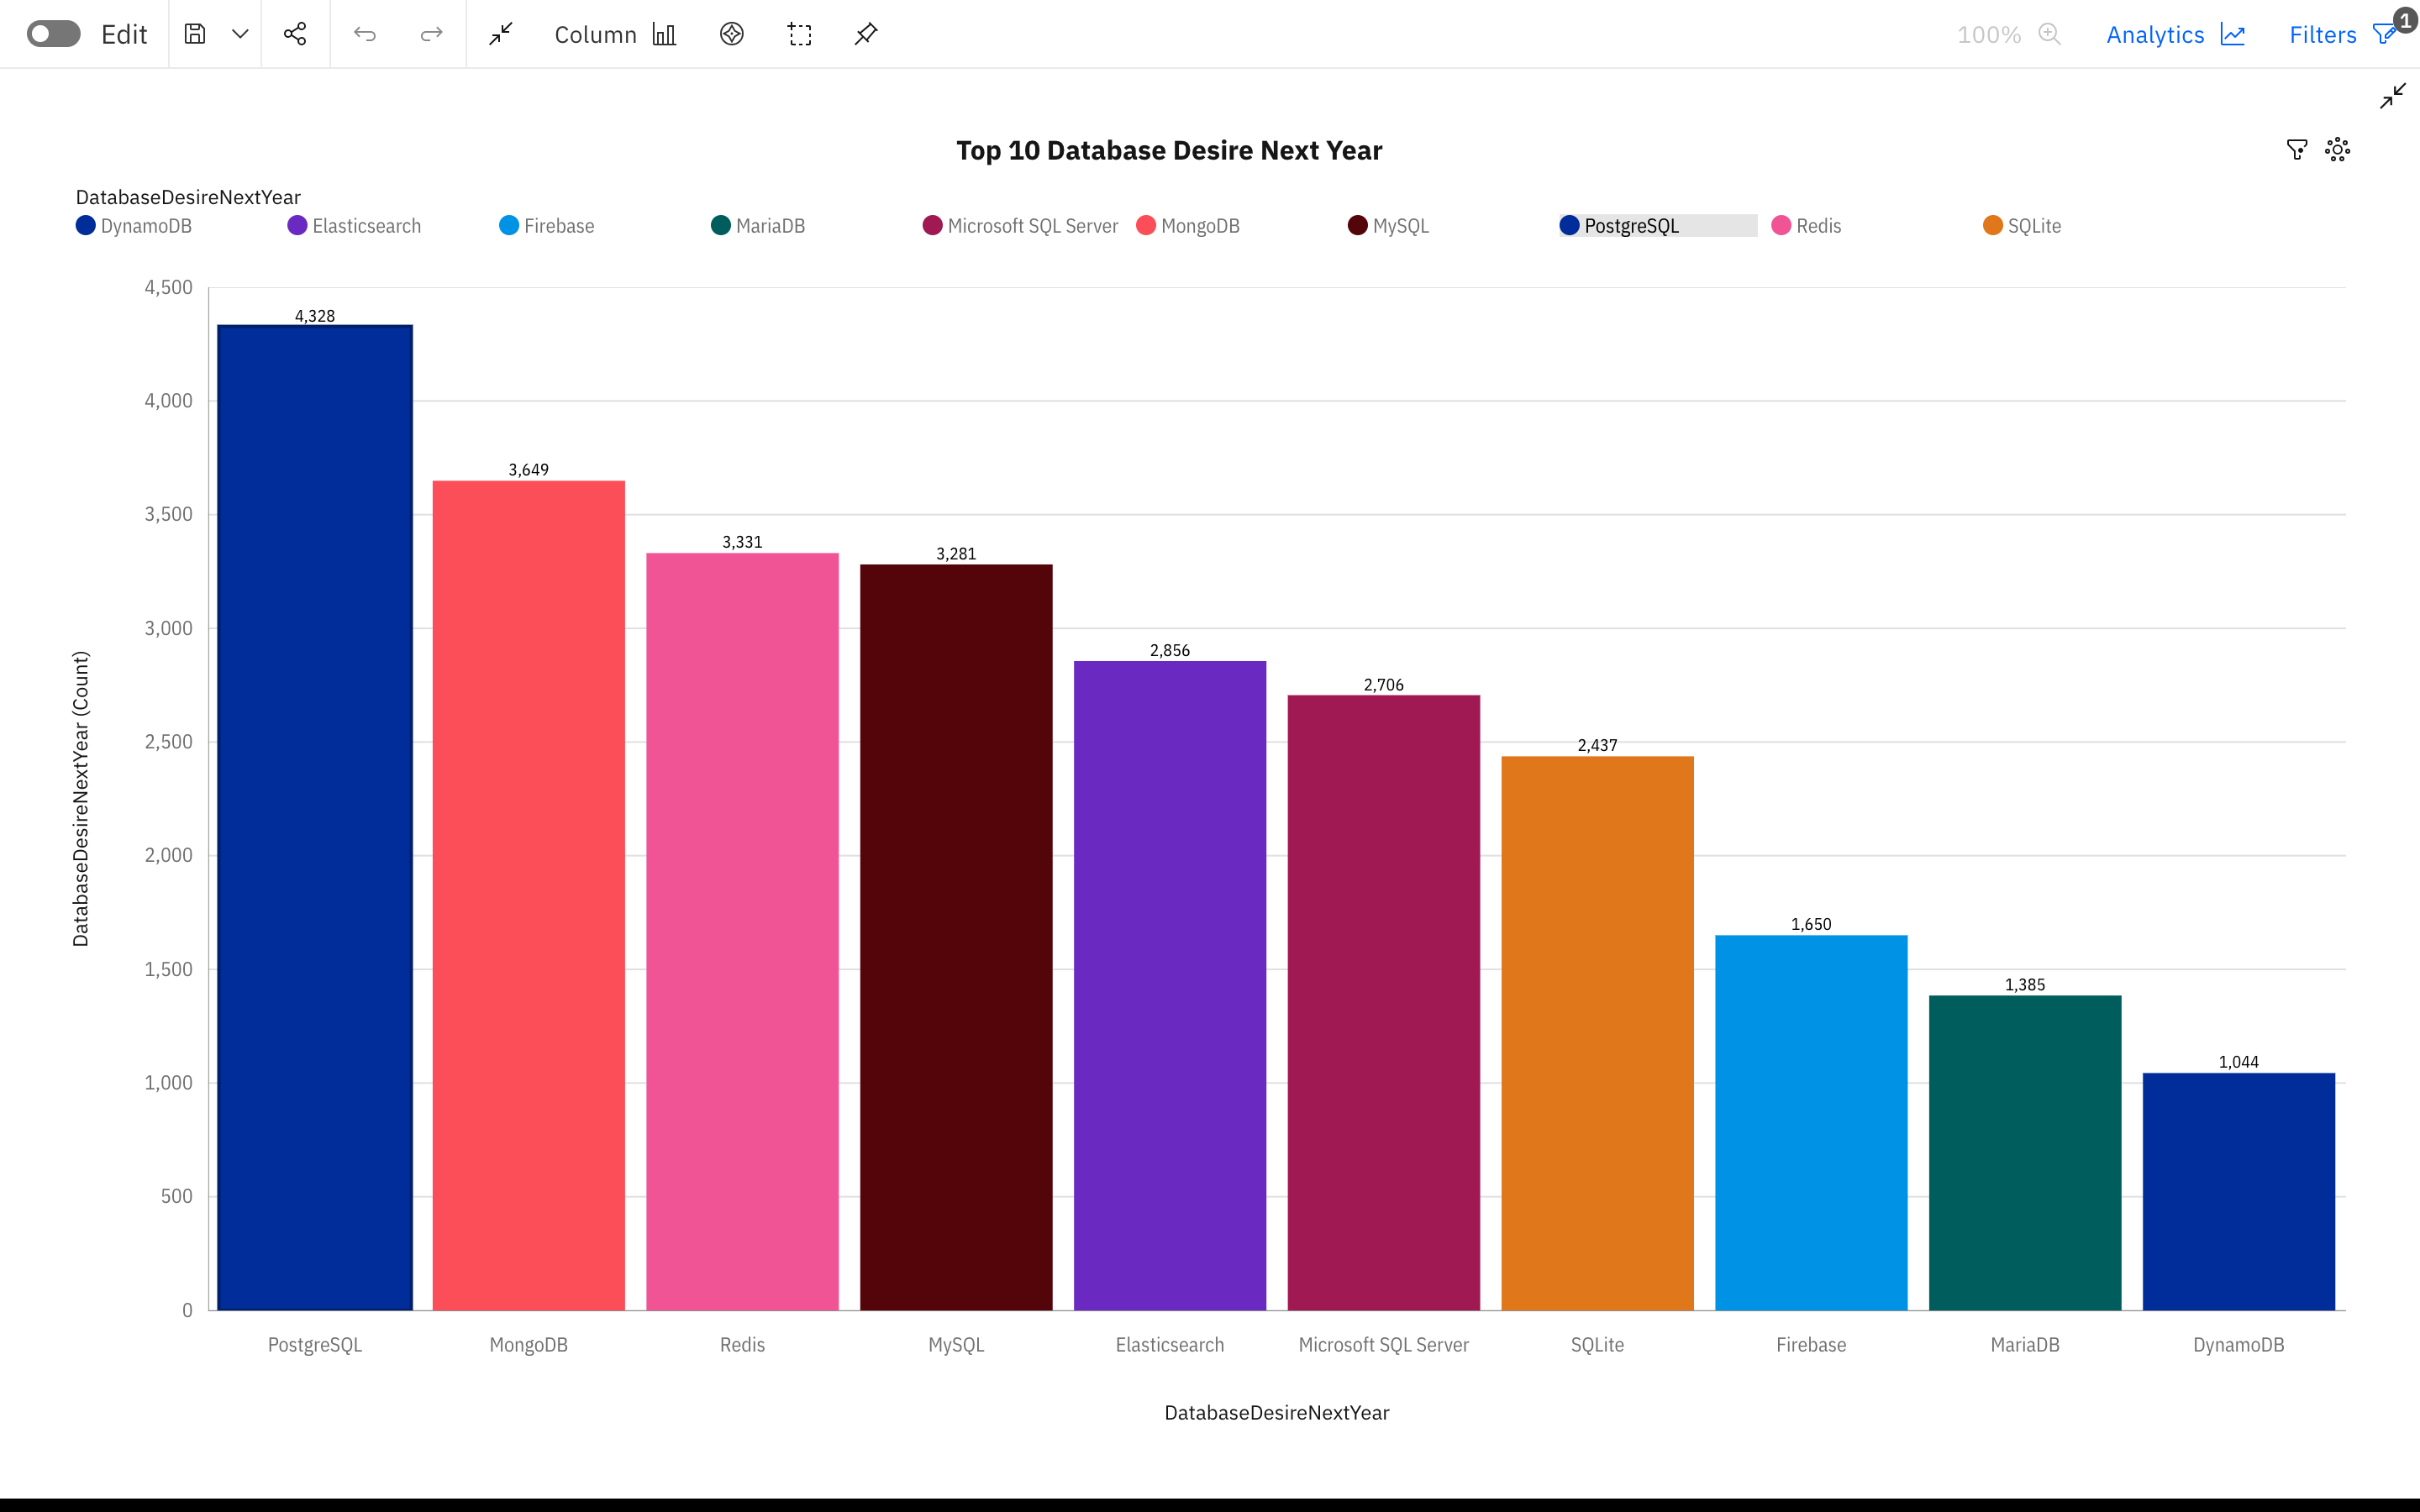 Edit Column 100% Analytics Filters 1
Top 10 Database Desire Next Year
DatabaseDesireNextYear
DynamoDB Elasticsearch Firebase MariaDB Microsoft SQL Server MongoDB MySQL PostgreSQL Redis SQLite
4,500
4,000
3,500
3,000
2,500
2,000
1,500
1,000
500
0
DatabaseDesireNextYear (Count)
4,328
3,649
3,331
3,281
2,856
2,706
2,437
1,650
1,385
1,044
PostgreSQL MongoDB Redis MySQL Elasticsearch Microsoft SQL Server SQLite Firebase MariaDB DynamoDB
DatabaseDesireNextYear